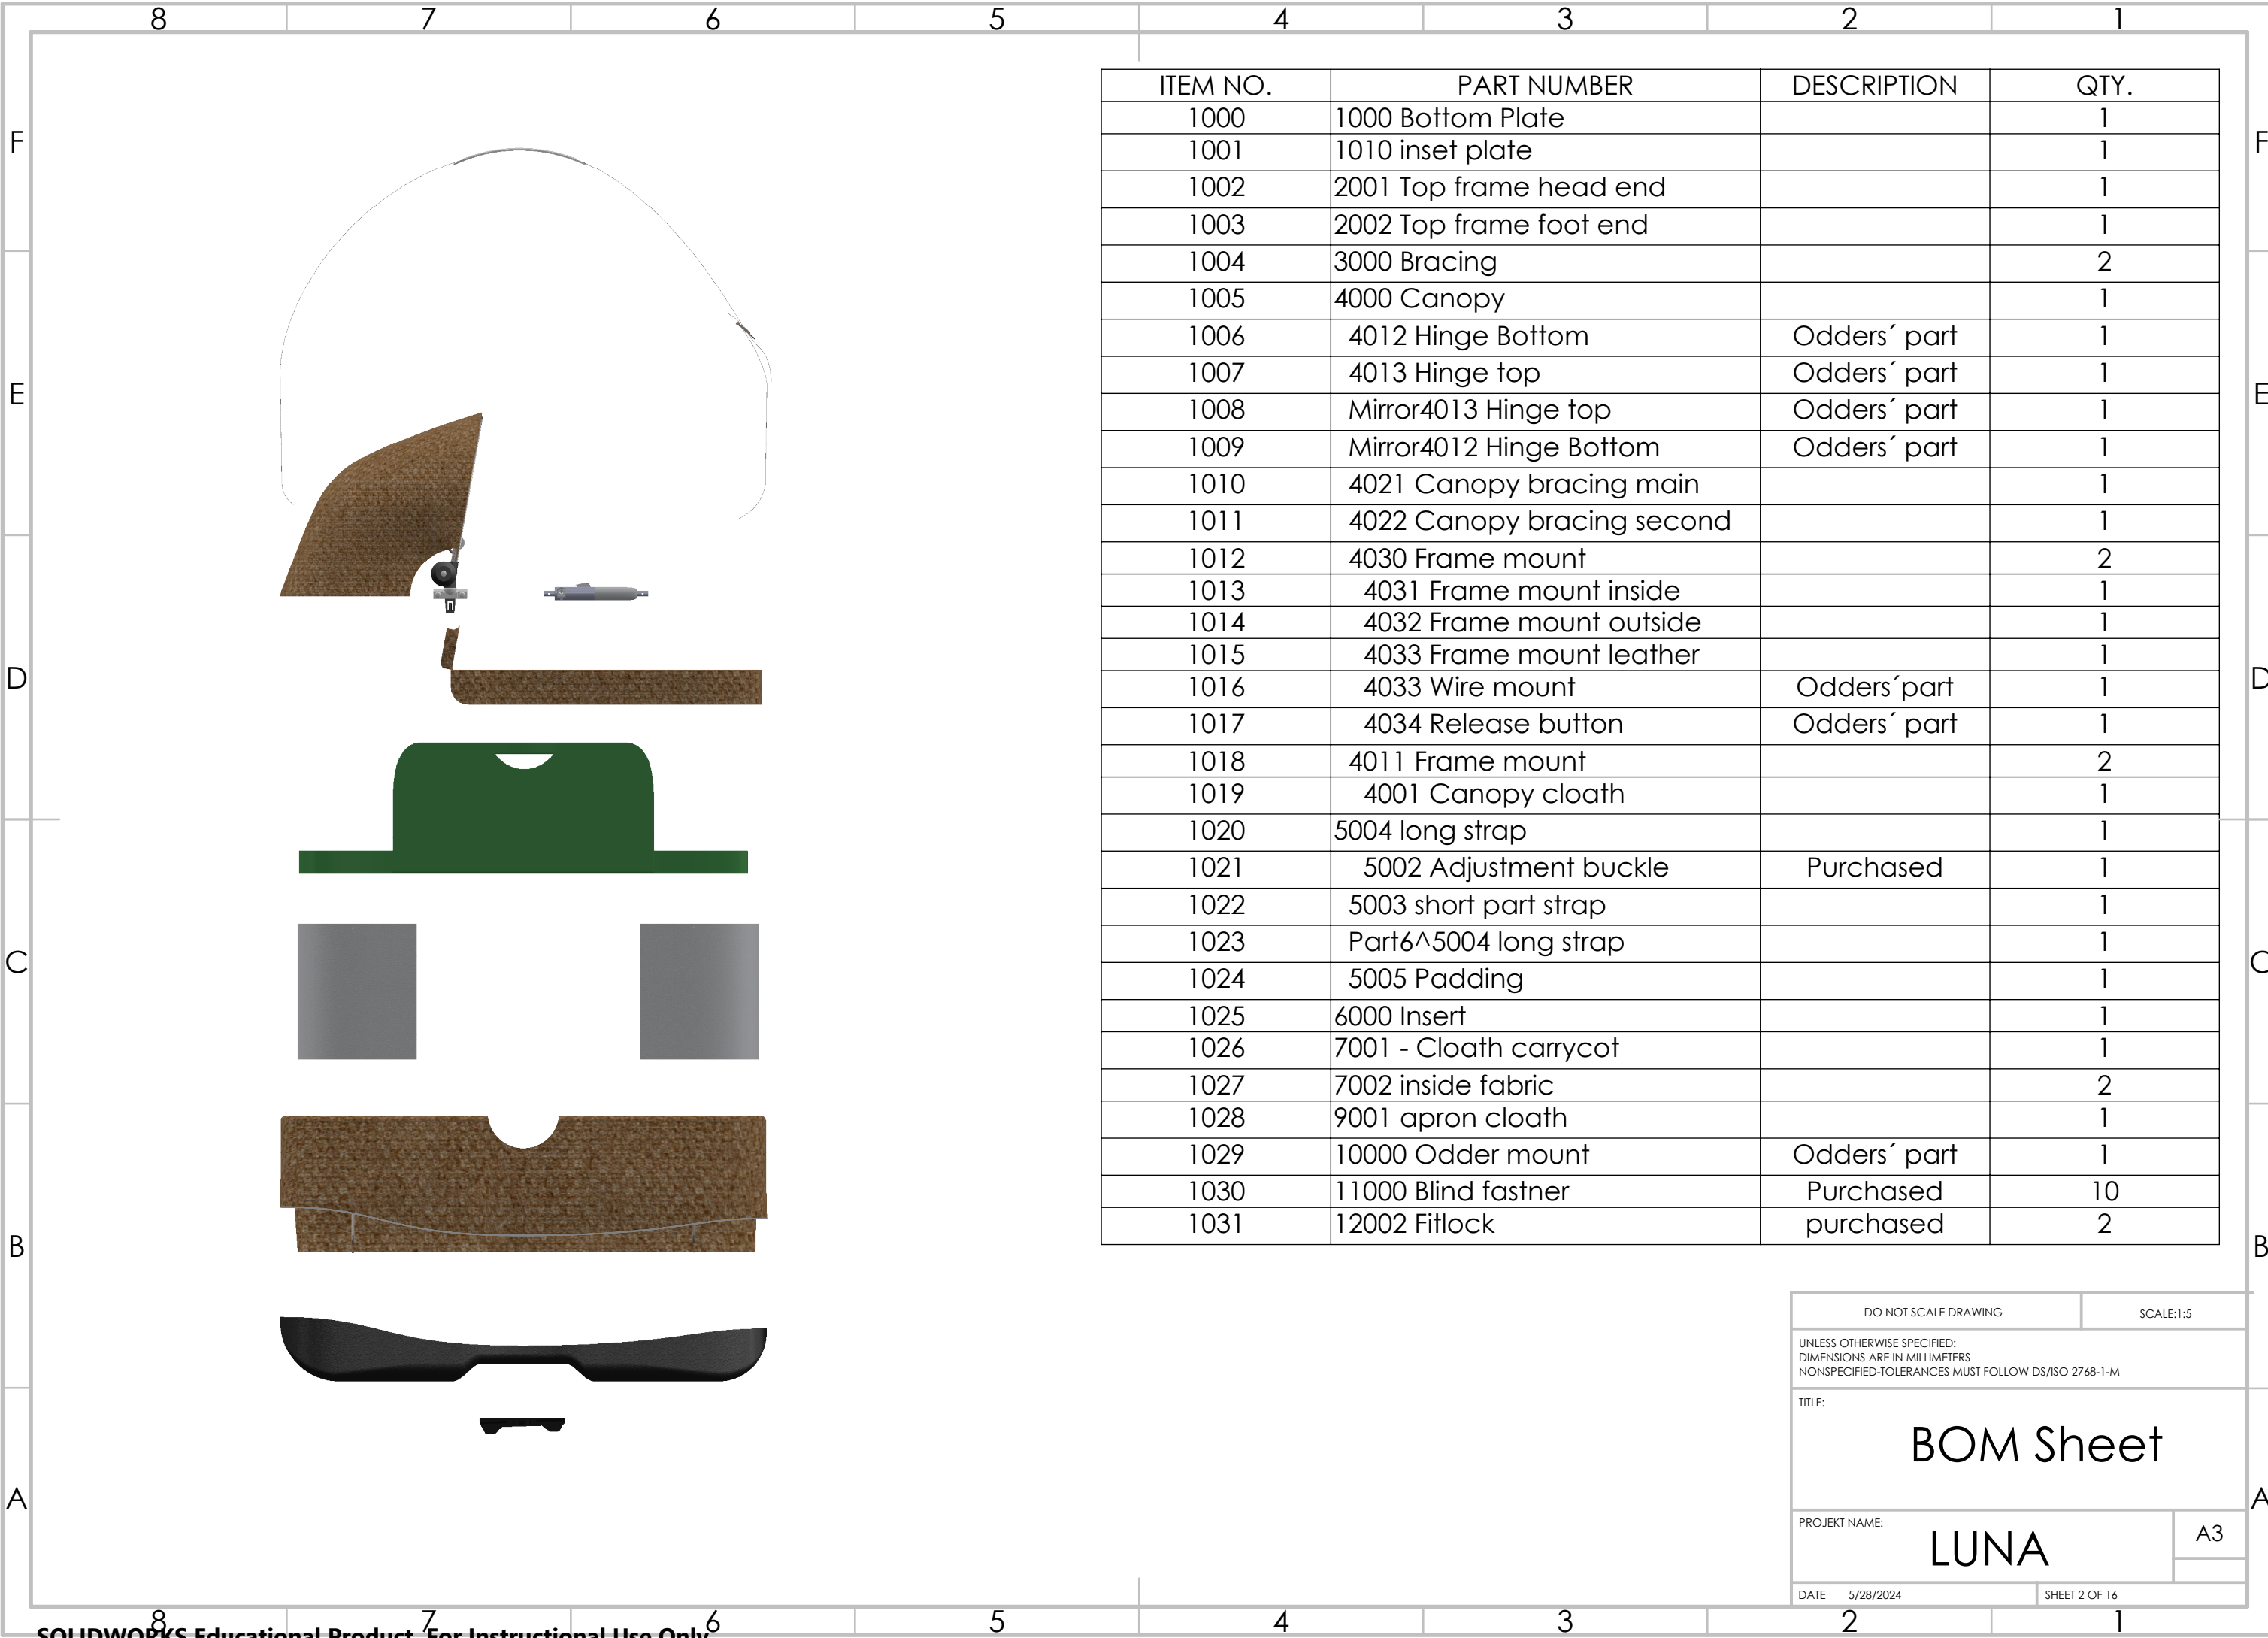 8 7 6 5 4 3 2 1
F F
E E
D D
C C
B B
A A
ITEM NO. PART NUMBER DESCRIPTION QTY.
1000 1000 Bottom Plate 1
1001 1010 inset plate 1
1002 2001 Top frame head end 1
1003 2002 Top frame foot end 1
1004 3000 Bracing 2
1005 4000 Canopy 1
1006 4012 Hinge Bottom Odders´ part 1
1007 4013 Hinge top Odders´ part 1
1008 Mirror4013 Hinge top Odders´ part 1
1009 Mirror4012 Hinge Bottom Odders´ part 1
1010 4021 Canopy bracing main 1
1011 4022 Canopy bracing second 1
1012 4030 Frame mount 2
1013 4031 Frame mount inside 1
1014 4032 Frame mount outside 1
1015 4033 Frame mount leather 1
1016 4033 Wire mount Odders´part 1
1017 4034 Release button Odders´ part 1
1018 4011 Frame mount 2
1019 4001 Canopy cloath 1
1020 5004 long strap 1
1021 5002 Adjustment buckle Purchased 1
1022 5003 short part strap 1
1023 Part6^5004 long strap 1
1024 5005 Padding 1
1025 6000 Insert 1
1026 7001 - Cloath carrycot 1
1027 7002 inside fabric 2
1028 9001 apron cloath 1
1029 10000 Odder mount Odders´ part 1
1030 11000 Blind fastner Purchased 10
1031 12002 Fitlock purchased 2
DO NOT SCALE DRAWING SCALE:1:5
UNLESS OTHERWISE SPECIFIED:
DIMENSIONS ARE IN MILLIMETERS
NONSPECIFIED-TOLERANCES MUST FOLLOW DS/ISO 2768-1-M
TITLE:
BOM Sheet
PROJEKT NAME:
LUNA
A3
DATE 5/28/2024 SHEET 2 OF 16
8 7 6 5 4 3 2 1
SOLIDWORKS Educational Product. For Instructional Use Only.